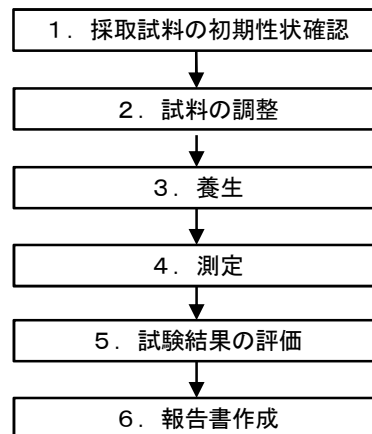 １．採取試料の初期性状確認
２．試料の調整
３．養生
４．測定
５．試験結果の評価
６．報告書作成